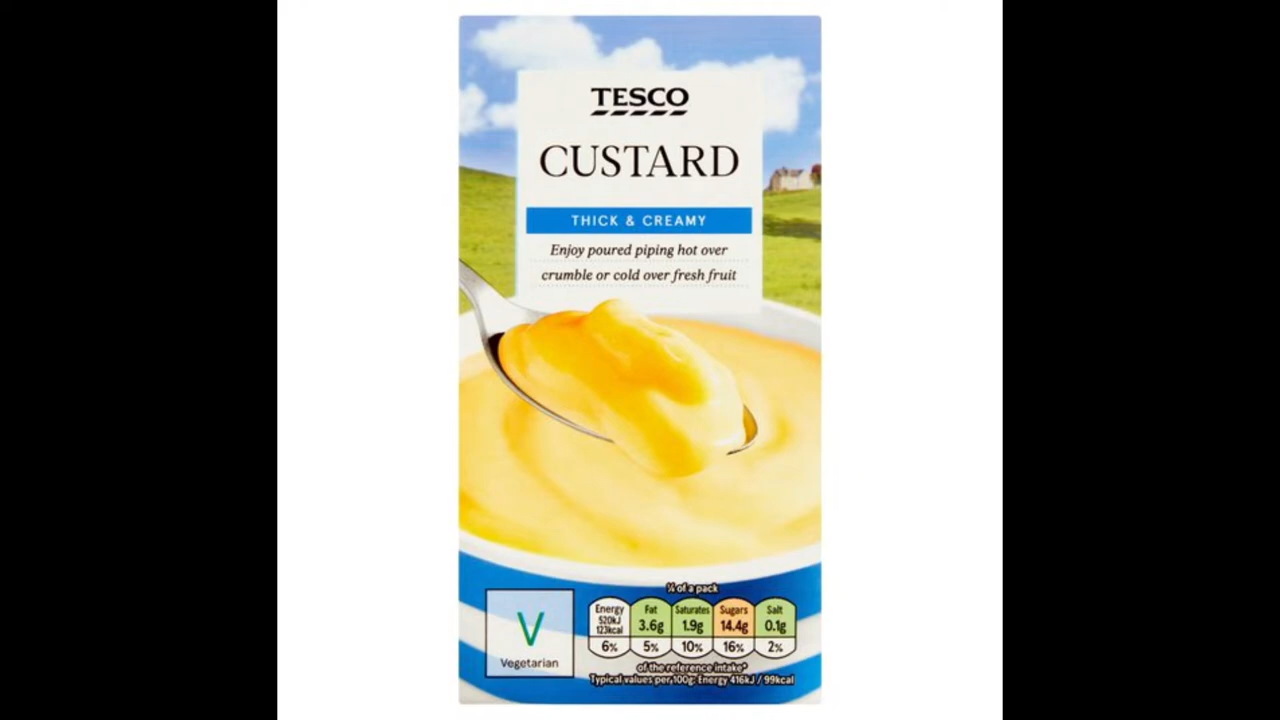 TESCO
CUSTARD
THICK & CREAMY
Enjoy poured piping hot over
crumble or cold over fresh fruit
¼ of a pack
Energy Fat Saturates Sugars Salt
520kJ
123kcal 3.6g 1.9g 14.4g 0.1g
6% 5% 10% 16% 2%
of the reference intake*
Typical values per 100g: Energy 416kJ / 99kcal
V
Vegetarian